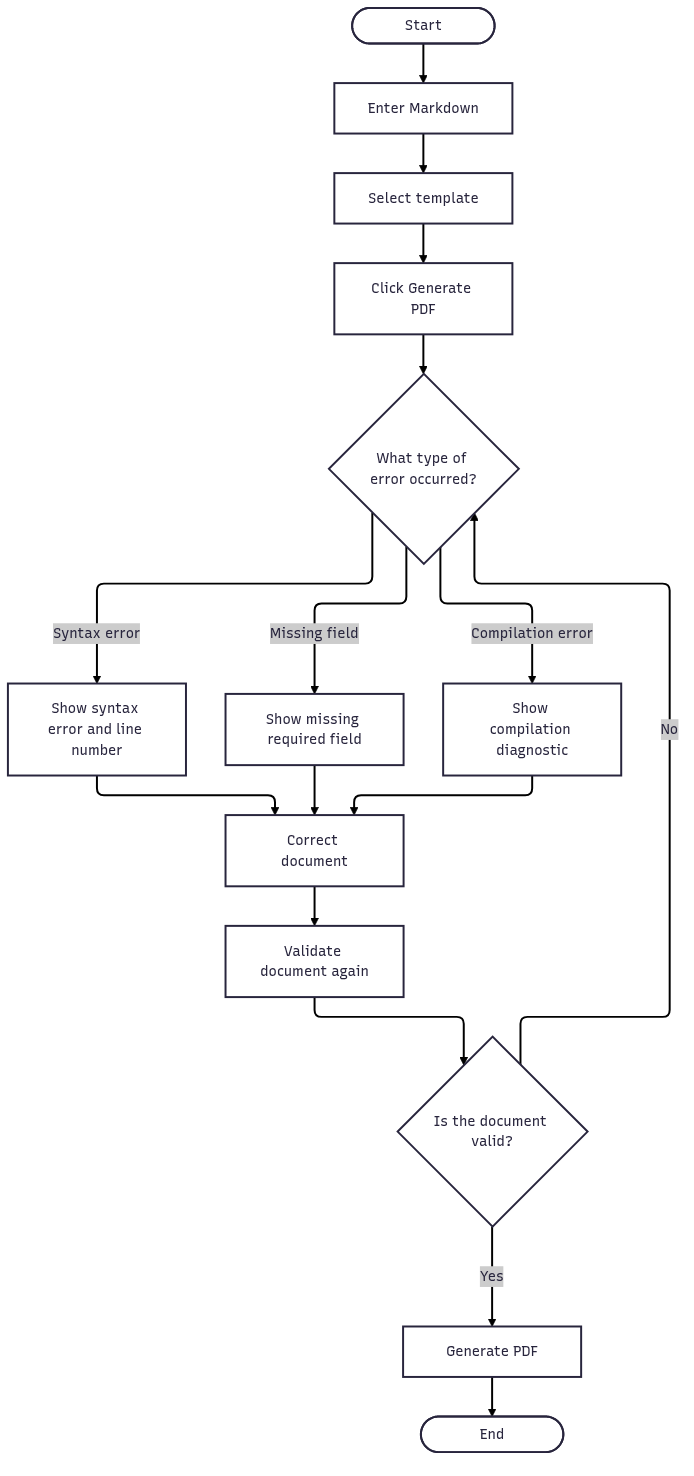 Start
Enter Markdown
Select template
Click Generate
PDF
What type of
error occurred?
Syntax error
Missing field
Compilation error
Show syntax
error and line
number
Show missing
required field
Show
compilation
diagnostic
No
Correct
document
Validate
document again
Is the document
valid?
Yes
Generate PDF
End